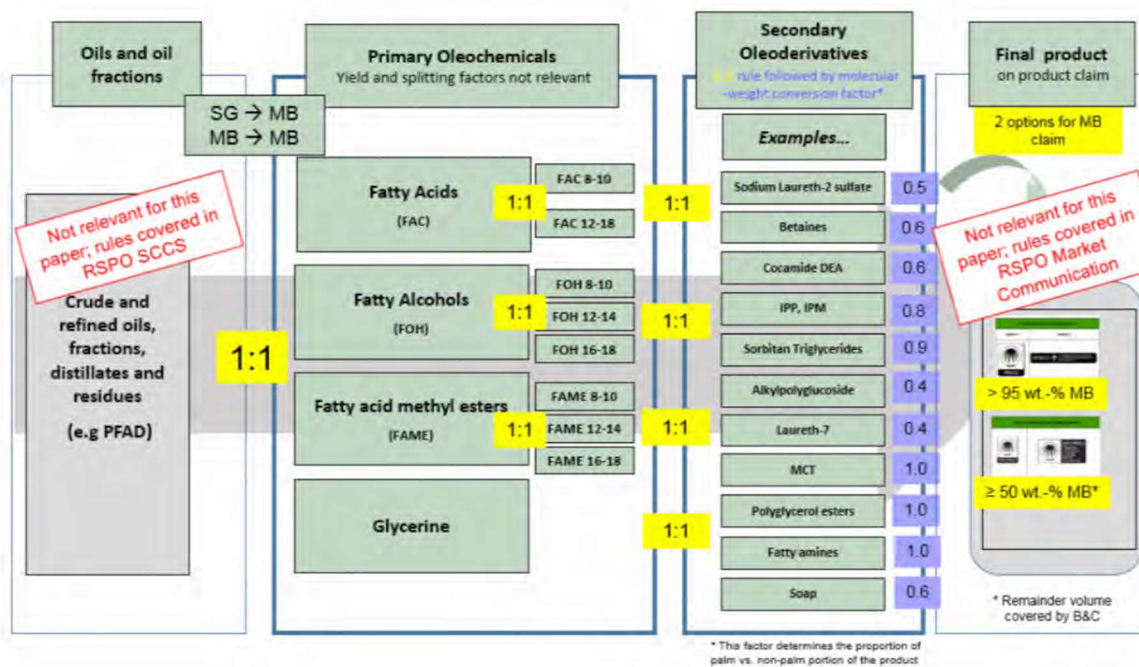 Oils and oil
fractions
SG → MB
MB → MB
Not relevant for this
paper; rules covered in
RSPO SCCS
Crude and
refined oils,
fractions,
distillates and
residues
(e.g PFAD)
1:1
Primary Oleochemicals
Yield and splitting factors not relevant
Fatty Acids
(FAC)
1:1
FAC 8-10
FAC 12-18
1:1
Fatty Alcohols
(FOH)
1:1
FOH 8-10
FOH 12-14
FOH 16-18
1:1
Fatty acid methyl esters
(FAME)
1:1
FAME 8-10
FAME 12-14
FAME 16-18
1:1
Glycerine
1:1
Secondary
Oleoderivatives
1:1 rule followed by molecular
-weight conversion factor*
Examples...
Sodium Laureth-2 sulfate 0.5
Betaines 0.6
Cocamide DEA 0.6
IPP, IPM 0.8
Sorbitan Triglycerides 0.9
Alkylpolyglucoside 0.4
Laureth-7 0.4
MCT 1.0
Polyglycerol esters 1.0
Fatty amines 1.0
Soap 0.6
* This factor determines the proportion of
palm vs. non-palm portion of the product
Final product
on product claim
2 options for MB
claim
Not relevant for this
paper; rules covered in
RSPO Market
Communication
> 95 wt.-% MB
≥ 50 wt.-% MB*
* Remainder volume
covered by B&C